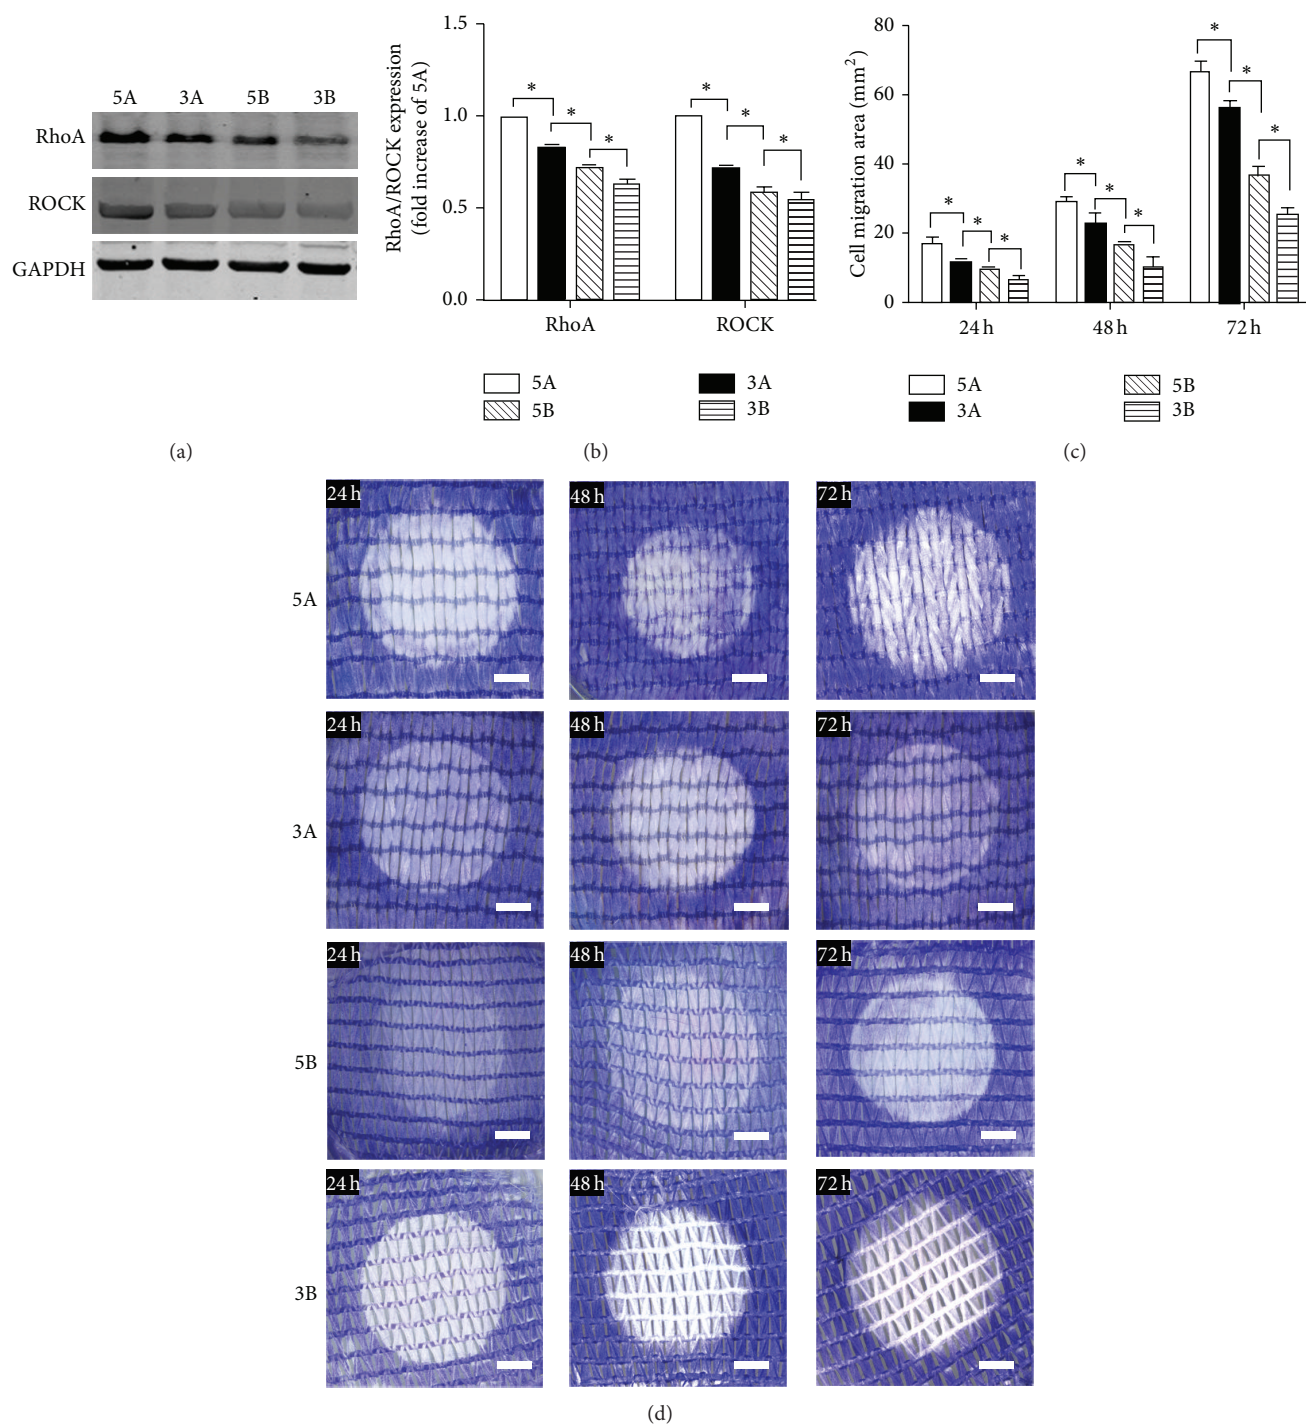 5A 3A 5B 3B
RhoA
ROCK
GAPDH
(a)
RhoA/ROCK expression
(fold increase of 5A)
1.5
1.0
0.5
0.0
* * * * * *
RhoA ROCK
5A 3A
5B 3B
(b)
Cell migration area (mm²)
80
60
40
20
0
* * * * * * * * *
24 h 48 h 72 h
5A 5B
3A 3B
(c)
5A 24 h 48 h 72 h
3A 24 h 48 h 72 h
5B 24 h 48 h 72 h
3B 24 h 48 h 72 h
(d)